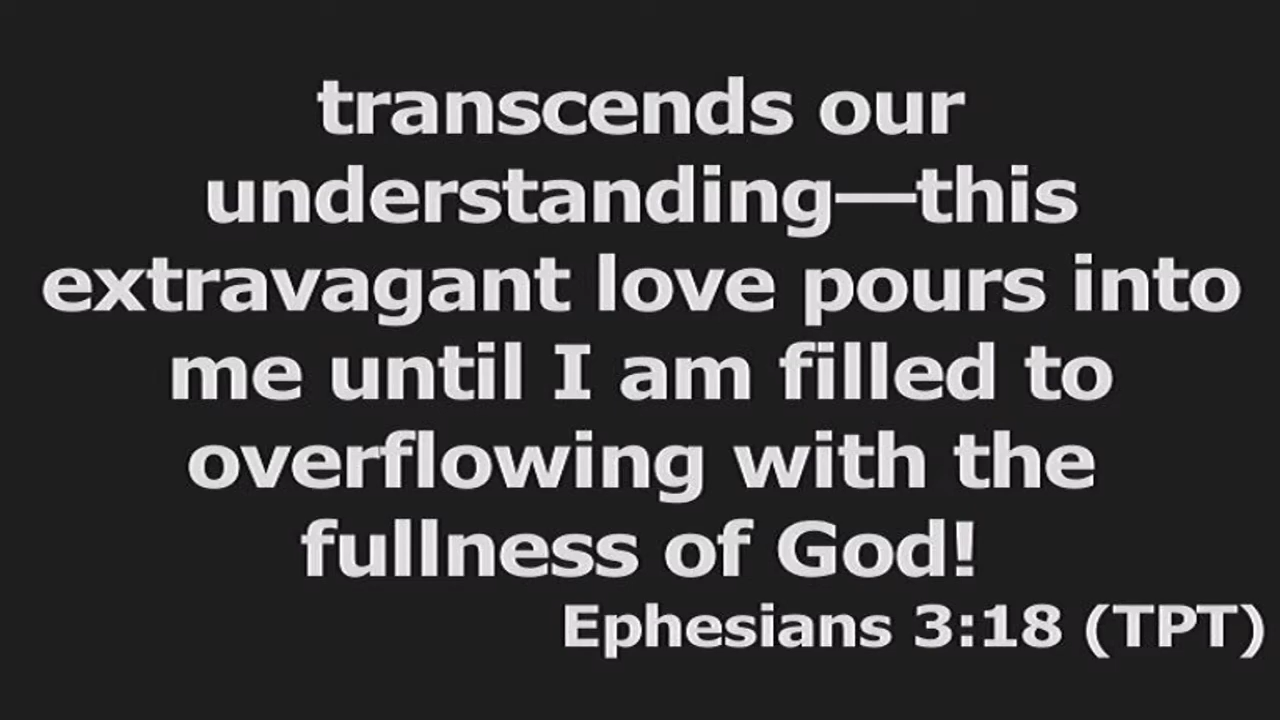 transcends our
understanding—this
extravagant love pours into
me until I am filled to
overflowing with the
fullness of God!
Ephesians 3:18 (TPT)